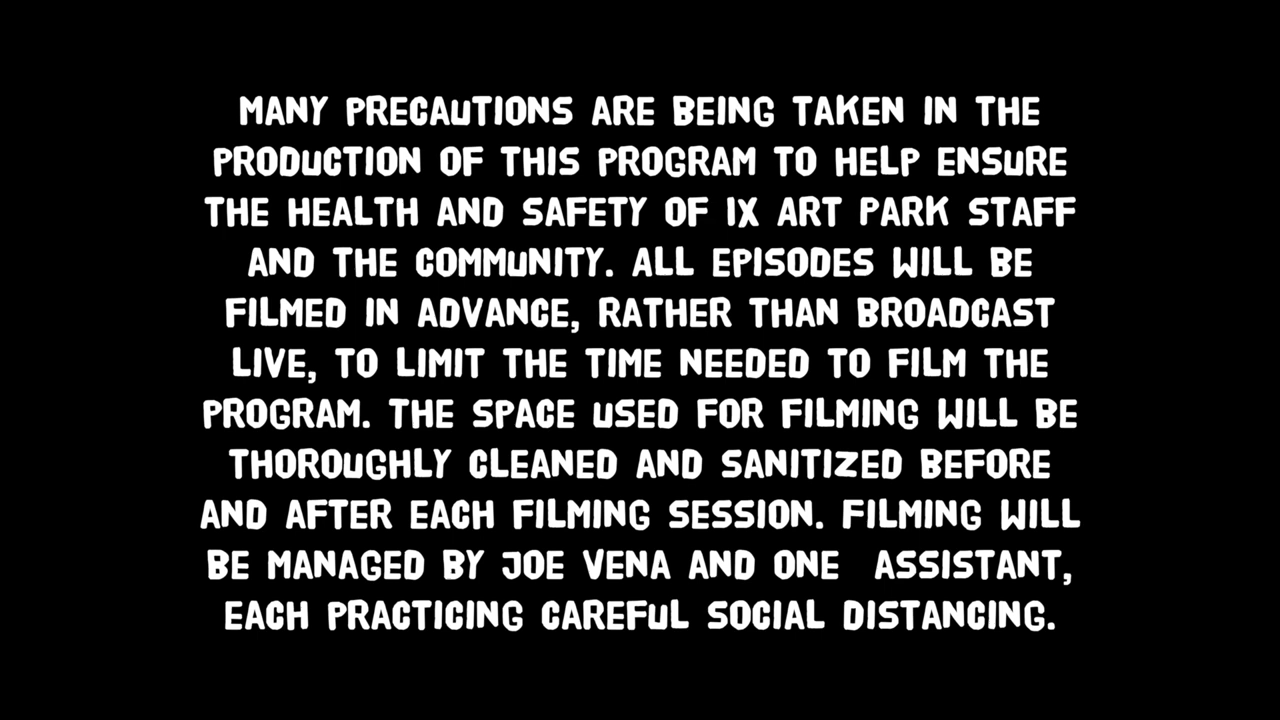 MANY PRECAUTIONS ARE BEING TAKEN IN THE
PRODUCTION OF THIS PROGRAM TO HELP ENSURE
THE HEALTH AND SAFETY OF IX ART PARK STAFF
AND THE COMMUNITY. ALL EPISODES WILL BE
FILMED IN ADVANCE, RATHER THAN BROADCAST
LIVE, TO LIMIT THE TIME NEEDED TO FILM THE
PROGRAM. THE SPACE USED FOR FILMING WILL BE
THOROUGHLY CLEANED AND SANITIZED BEFORE
AND AFTER EACH FILMING SESSION. FILMING WILL
BE MANAGED BY JOE VENA AND ONE  ASSISTANT,
EACH PRACTICING CAREFUL SOCIAL DISTANCING.